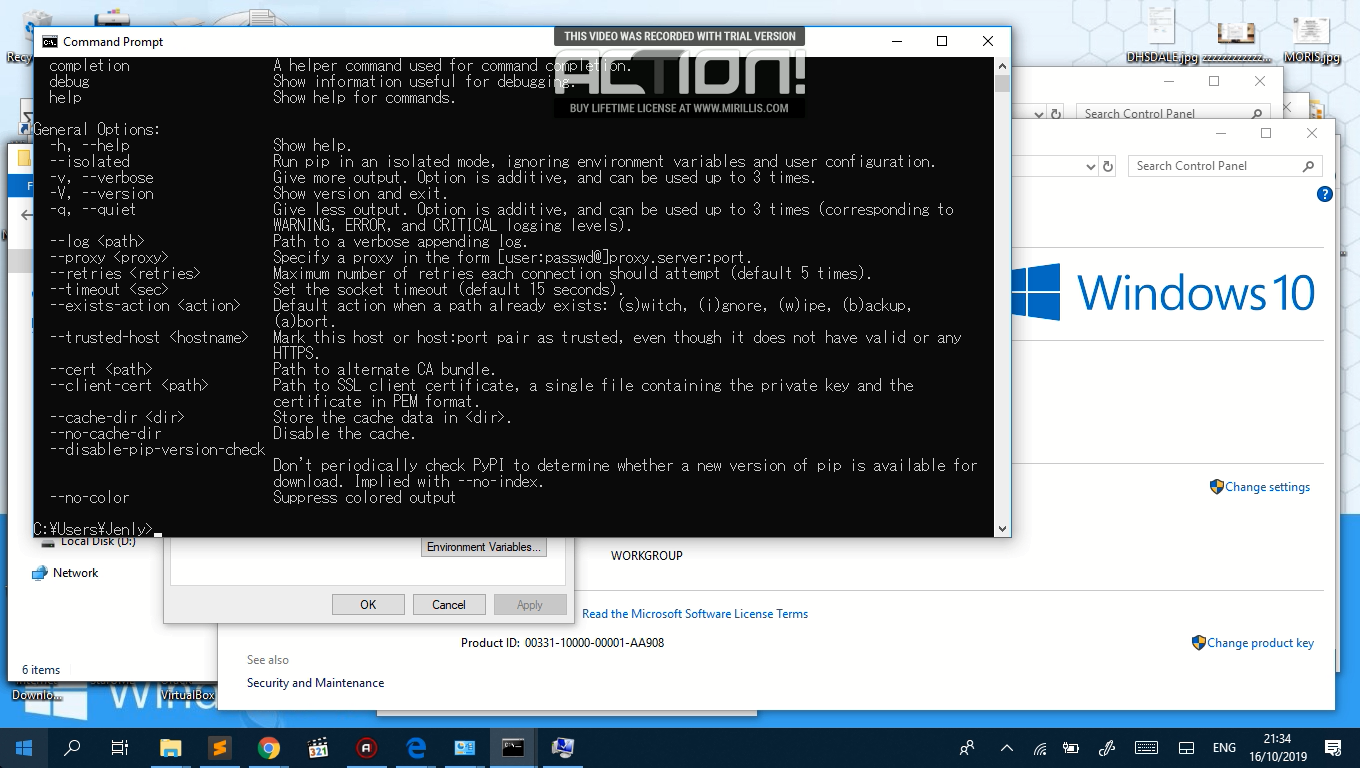 Command Prompt
THIS VIDEO WAS RECORDED WITH TRIAL VERSION
ACTION!
BUY LIFETIME LICENSE AT WWW.MIRILLIS.COM
completion A helper command used for command completion.
debug Show information useful for debugging.
help Show help for commands.
General Options:
-h, --help Show help.
--isolated Run pip in an isolated mode, ignoring environment variables and user configuration.
-v, --verbose Give more output. Option is additive, and can be used up to 3 times.
-V, --version Show version and exit.
-q, --quiet Give less output. Option is additive, and can be used up to 3 times (corresponding to
WARNING, ERROR, and CRITICAL logging levels).
--log <path> Path to a verbose appending log.
--proxy <proxy> Specify a proxy in the form [user:passwd@]proxy.server:port.
--retries <retries> Maximum number of retries each connection should attempt (default 5 times).
--timeout <sec> Set the socket timeout (default 15 seconds).
--exists-action <action> Default action when a path already exists: (s)witch, (i)gnore, (w)ipe, (b)ackup,
(a)bort.
--trusted-host <hostname> Mark this host or host:port pair as trusted, even though it does not have valid or any
HTTPS.
--cert <path> Path to alternate CA bundle.
--client-cert <path> Path to SSL client certificate, a single file containing the private key and the
certificate in PEM format.
--cache-dir <dir> Store the cache data in <dir>.
--no-cache-dir Disable the cache.
--disable-pip-version-check
Don't periodically check PyPI to determine whether a new version of pip is available for
download. Implied with --no-index.
--no-color Suppress colored output
C:¥Users¥Jenly>
DHSDALE.jpg zzzzzzzzzzzz... MORIS.jpg
Search Control Panel
Search Control Panel
Windows 10
Change settings
Local Disk (D:)
Network
Environment Variables...
WORKGROUP
OK Cancel Apply
Read the Microsoft Software License Terms
Product ID: 00331-10000-00001-AA908
Change product key
See also
Security and Maintenance
6 items
Downlo...
VirtualBox
ENG
21:34
16/10/2019